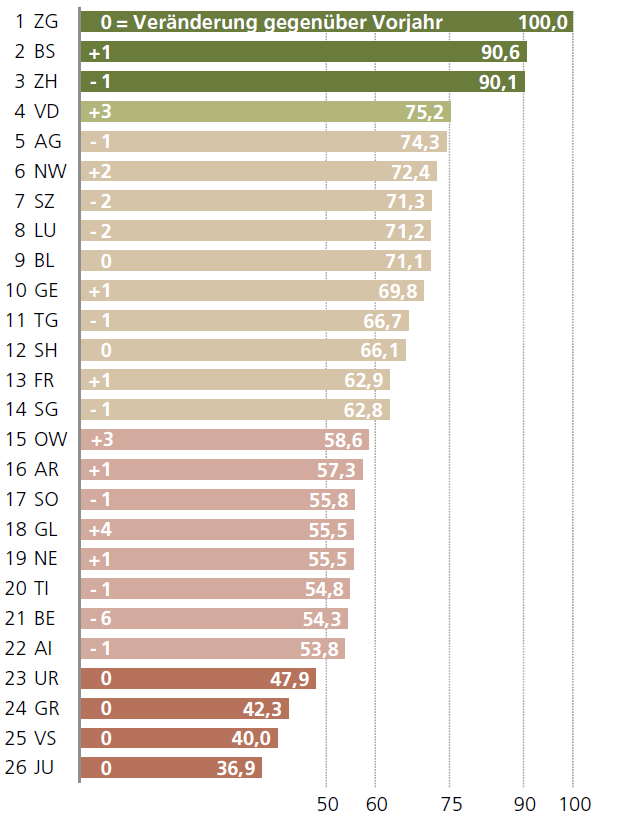 1 ZG 0 = Veränderung gegenüber Vorjahr 100,0
2 BS +1 90,6
3 ZH - 1 90,1
4 VD +3 75,2
5 AG - 1 74,3
6 NW +2 72,4
7 SZ - 2 71,3
8 LU - 2 71,2
9 BL 0 71,1
10 GE +1 69,8
11 TG - 1 66,7
12 SH 0 66,1
13 FR +1 62,9
14 SG - 1 62,8
15 OW +3 58,6
16 AR +1 57,3
17 SO - 1 55,8
18 GL +4 55,5
19 NE +1 55,5
20 TI - 1 54,8
21 BE - 6 54,3
22 AI - 1 53,8
23 UR 0 47,9
24 GR 0 42,3
25 VS 0 40,0
26 JU 0 36,9
50 60 75 90 100